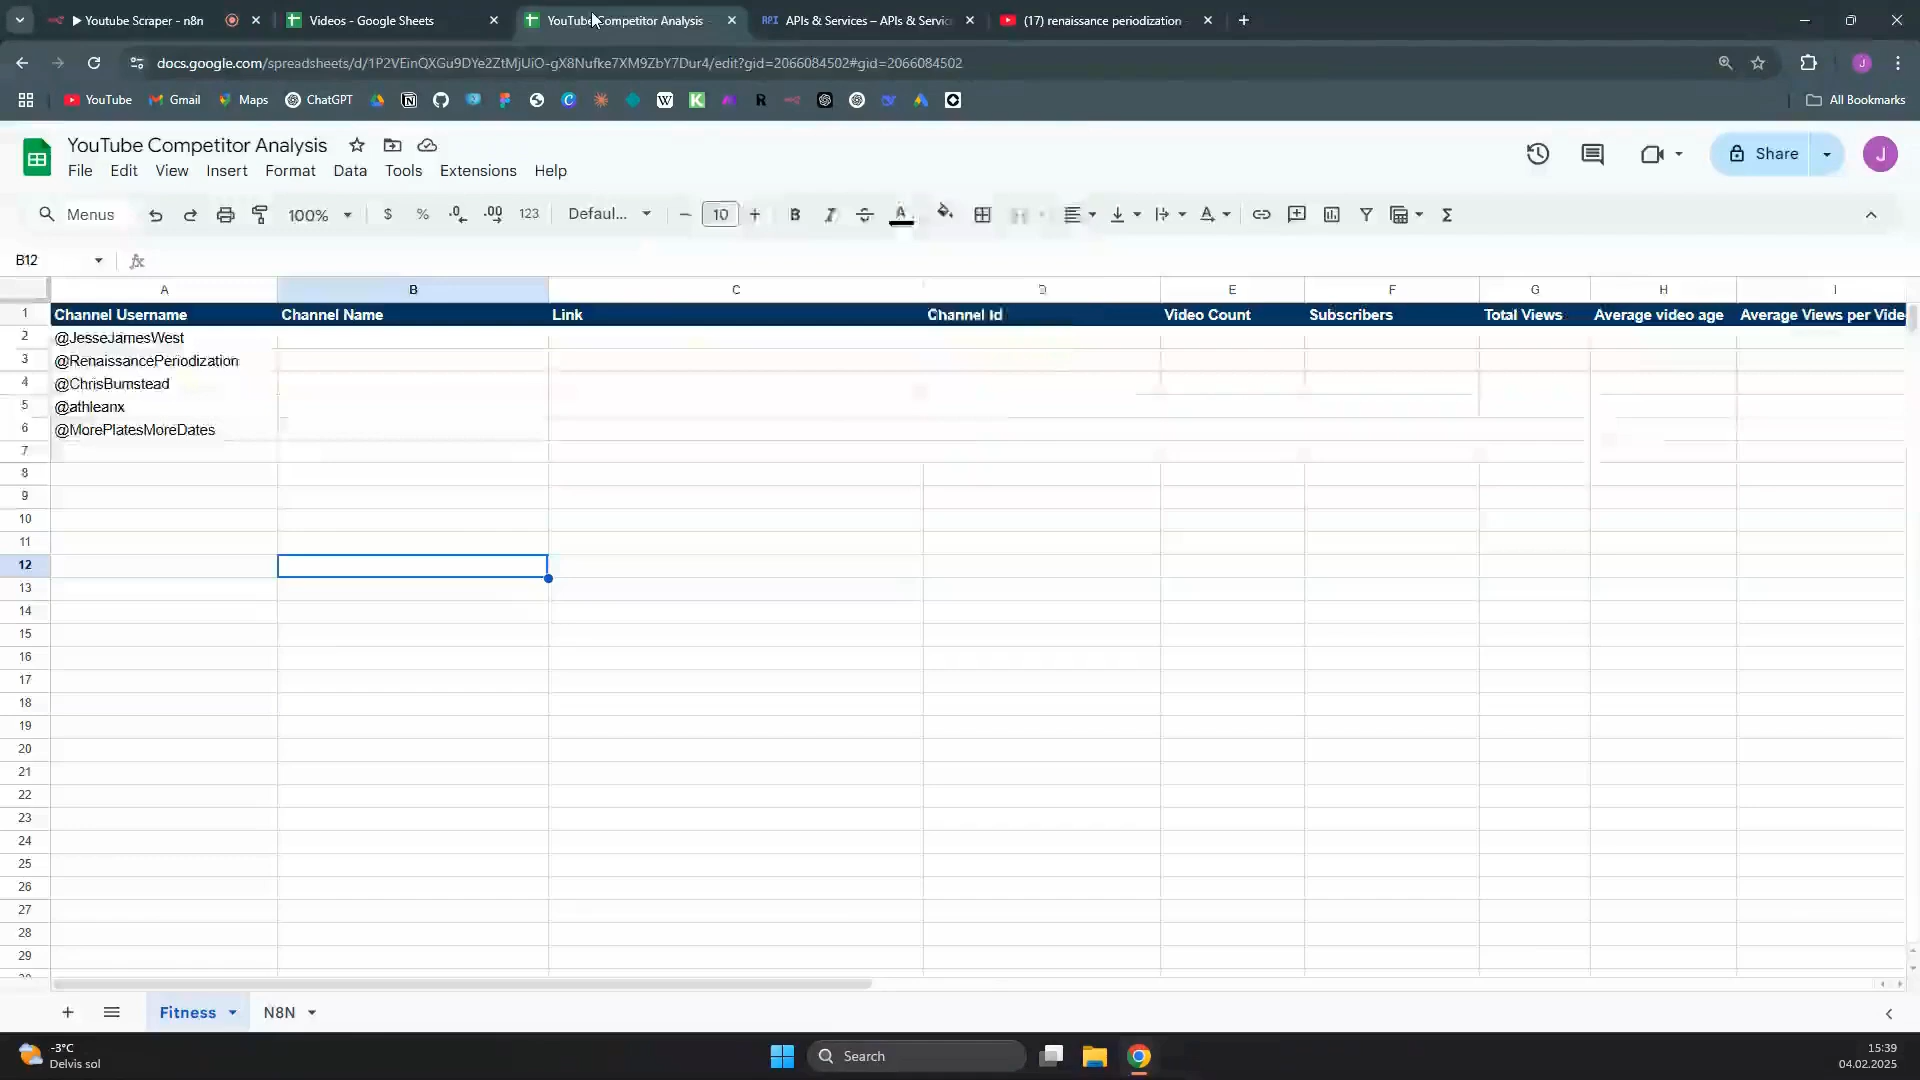 Youtube Scraper - n8n
Videos - Google Sheets
YouTube Competitor Analysis
APIs & Services – APIs & Servic
(17) renaissance periodization
docs.google.com/spreadsheets/d/1P2VEinQXGu9DYe2ZtMjUiO-gX8Nufke7XM9ZbY7Dur4/edit?gid=2066084502#gid=2066084502
J
YouTube
Gmail
Maps
ChatGPT
All Bookmarks
YouTube Competitor Analysis
File Edit View Insert Format Data Tools Extensions Help
Share
J
Menus
100%
$ % .0 .00 123
Defaul...
10
B12
A B C D E F G H I
1 Channel Username Channel Name Link Channel Id Video Count Subscribers Total Views Average video age Average Views per Vide
2 @JesseJamesWest
3 @RenaissancePeriodization
4 @ChrisBumstead
5 @athleanx
6 @MorePlatesMoreDates
7
8
9
10
11
12
13
14
15
16
17
18
19
20
21
22
23
24
25
26
27
28
29
Fitness
N8N
-3°C
Delvis sol
Search
15:39
04.02.2025